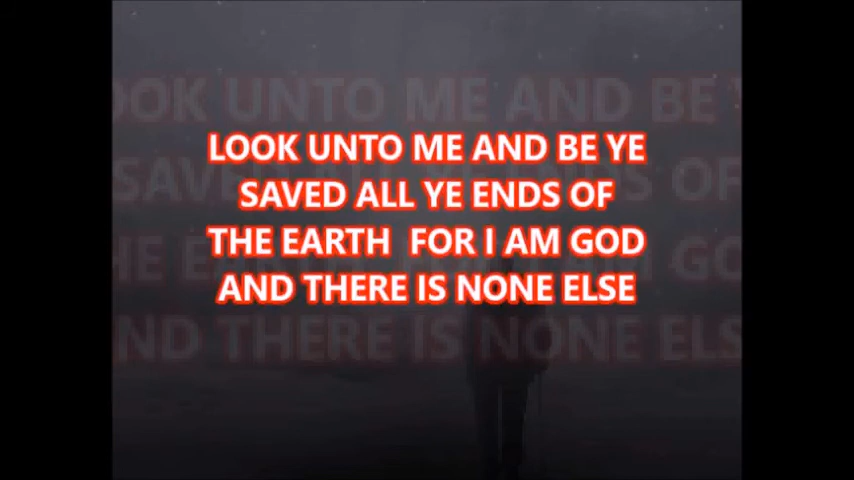 LOOK UNTO ME AND BE YE
SAVED ALL YE ENDS OF
THE EARTH  FOR I AM GOD
AND THERE IS NONE ELSE